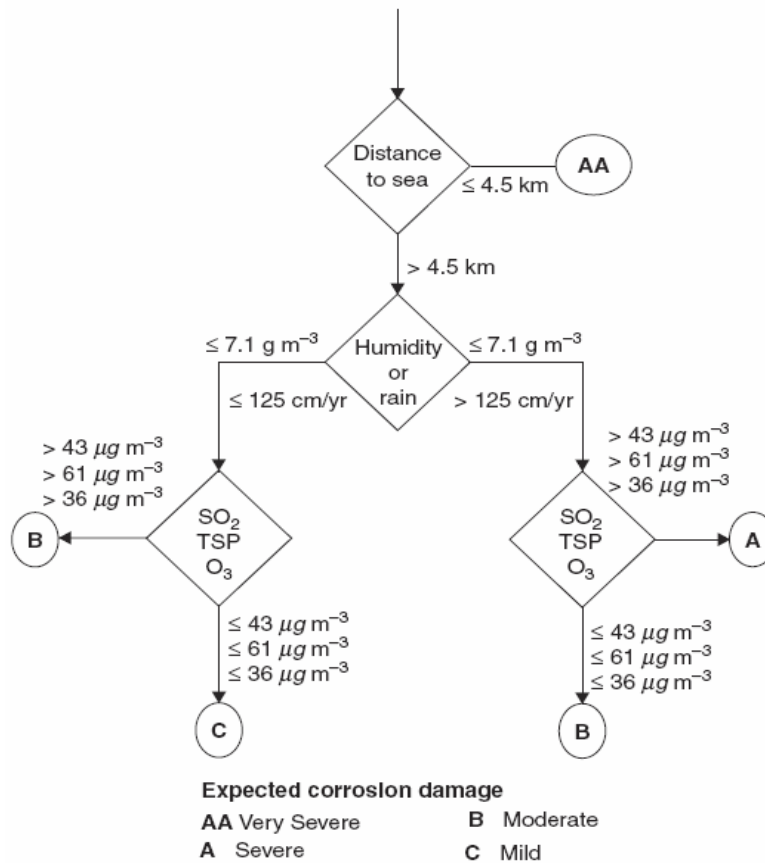 Distance
to sea
AA
≤ 4.5 km
> 4.5 km
≤ 7.1 g m⁻³
Humidity
or
rain
≤ 7.1 g m⁻³
≤ 125 cm/yr
> 125 cm/yr
> 43 µg m⁻³
> 61 µg m⁻³
> 36 µg m⁻³
> 43 µg m⁻³
> 61 µg m⁻³
> 36 µg m⁻³
B
SO₂
TSP
O₃
SO₂
TSP
O₃
A
≤ 43 µg m⁻³
≤ 61 µg m⁻³
≤ 36 µg m⁻³
≤ 43 µg m⁻³
≤ 61 µg m⁻³
≤ 36 µg m⁻³
C
B
Expected corrosion damage
AA Very Severe
B Moderate
A Severe
C Mild